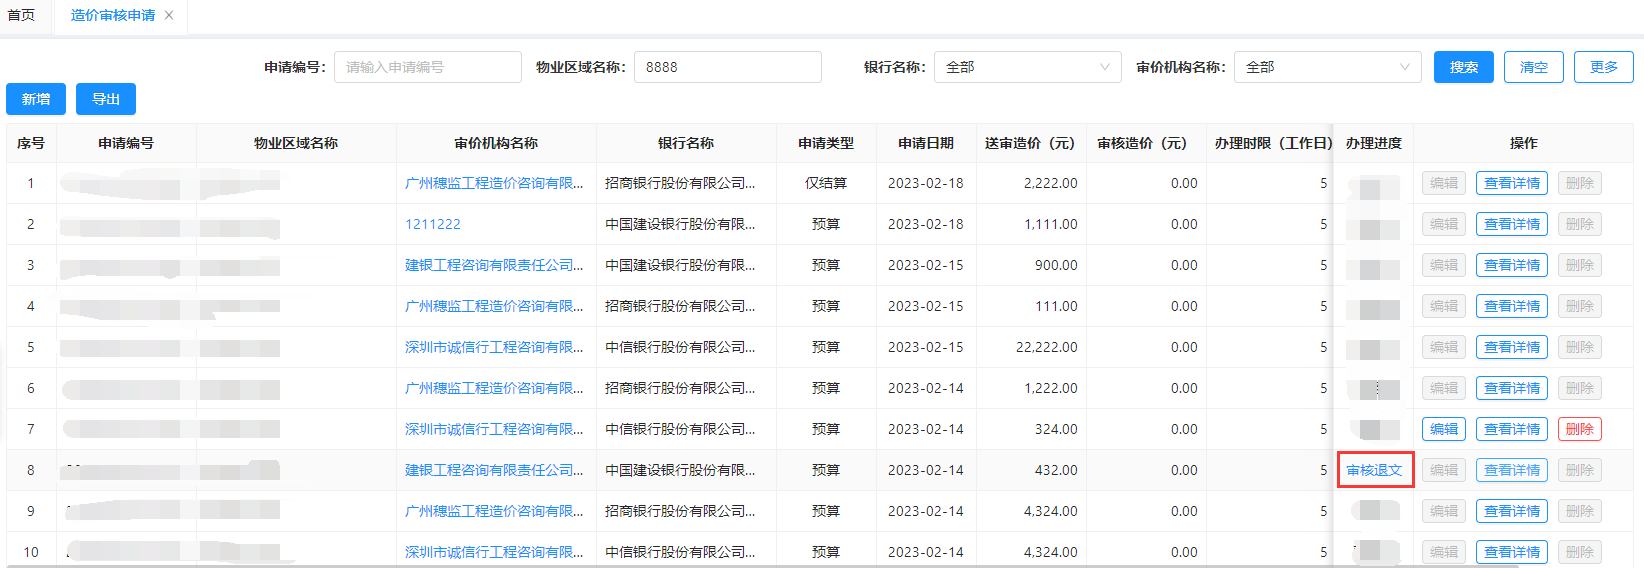 首页 造价审核申请 ×
申请编号： 请输入申请编号 物业区域名称： 8888 银行名称： 全部 审价机构名称： 全部 搜索 清空 更多
新增 导出
序号 申请编号 物业区域名称 审价机构名称 银行名称 申请类型 申请日期 送审造价（元） 审核造价（元） 办理时限（工作日） 办理进度 操作
1 广州穗监工程造价咨询有限... 招商银行股份有限公司... 仅结算 2023-02-18 2,222.00 0.00 5 编辑 查看详情 删除
2 1211222 中国建设银行股份有限... 预算 2023-02-18 1,111.00 0.00 5 编辑 查看详情 删除
3 建银工程咨询有限责任公司... 中国建设银行股份有限... 预算 2023-02-15 900.00 0.00 5 编辑 查看详情 删除
4 广州穗监工程造价咨询有限... 招商银行股份有限公司... 预算 2023-02-15 111.00 0.00 5 编辑 查看详情 删除
5 深圳市诚信行工程咨询有限... 中信银行股份有限公司... 预算 2023-02-15 22,222.00 0.00 5 编辑 查看详情 删除
6 广州穗监工程造价咨询有限... 招商银行股份有限公司... 预算 2023-02-14 1,222.00 0.00 5 编辑 查看详情 删除
7 深圳市诚信行工程咨询有限... 中信银行股份有限公司... 预算 2023-02-14 324.00 0.00 5 编辑 查看详情 删除
8 建银工程咨询有限责任公司... 中国建设银行股份有限... 预算 2023-02-14 432.00 0.00 5 审核退文 编辑 查看详情 删除
9 广州穗监工程造价咨询有限... 招商银行股份有限公司... 预算 2023-02-14 4,324.00 0.00 5 编辑 查看详情 删除
10 深圳市诚信行工程咨询有限... 中信银行股份有限公司... 预算 2023-02-14 4,324.00 0.00 5 编辑 查看详情 删除